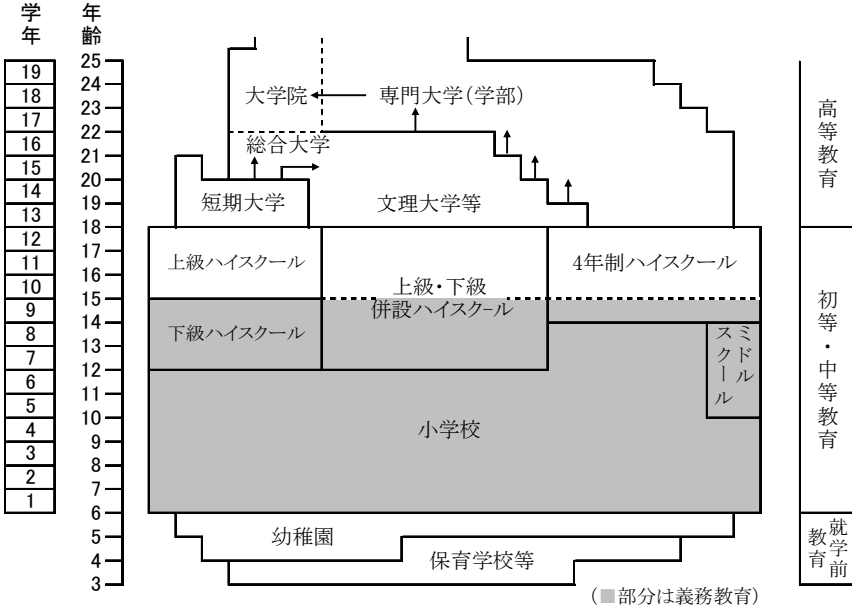 学年
年齢
19
18
17
16
15
14
13
12
11
10
9
8
7
6
5
4
3
2
1
25
24
23
22
21
20
19
18
17
16
15
14
13
12
11
10
9
8
7
6
5
4
3
大学院
専門大学(学部)
総合大学
短期大学
文理大学等
上級ハイスクール
上級・下級
併設ハイスクール
4年制ハイスクール
下級ハイスクール
ミドル
スクール
小学校
幼稚園
保育学校等
高等教育
初等・中等教育
就学前
教育
(■部分は義務教育)